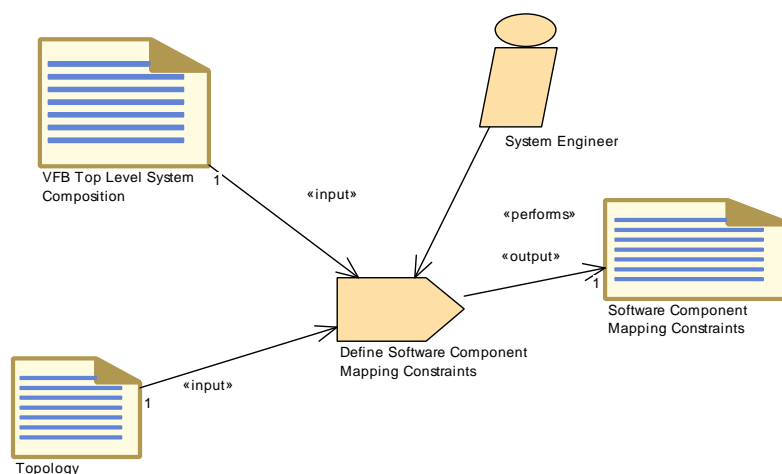 System Engineer
VFB Top Level System
Composition
1
«input»
«performs»
«output»
1
Software Component
Mapping Constraints
Define Software Component
Mapping Constraints
«input»
1
Topology